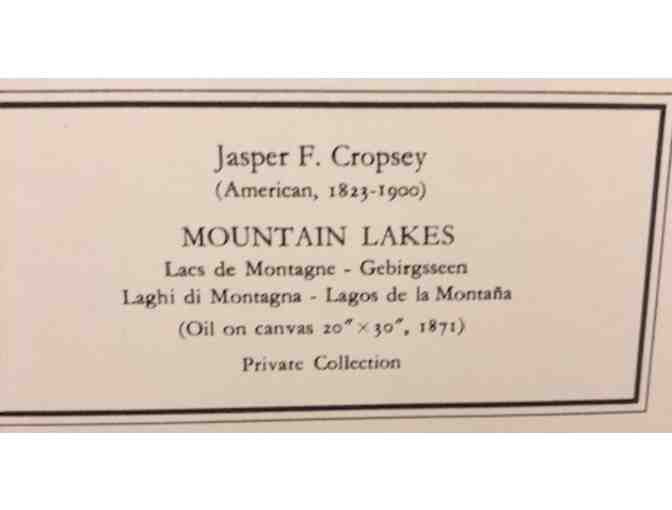 Jasper F. Cropsey
(American, 1823-1900)
MOUNTAIN LAKES
Lacs de Montagne - Gebirgsseen
Laghi di Montagna - Lagos de la Montaña
(Oil on canvas 20″ × 30″, 1871)
Private Collection